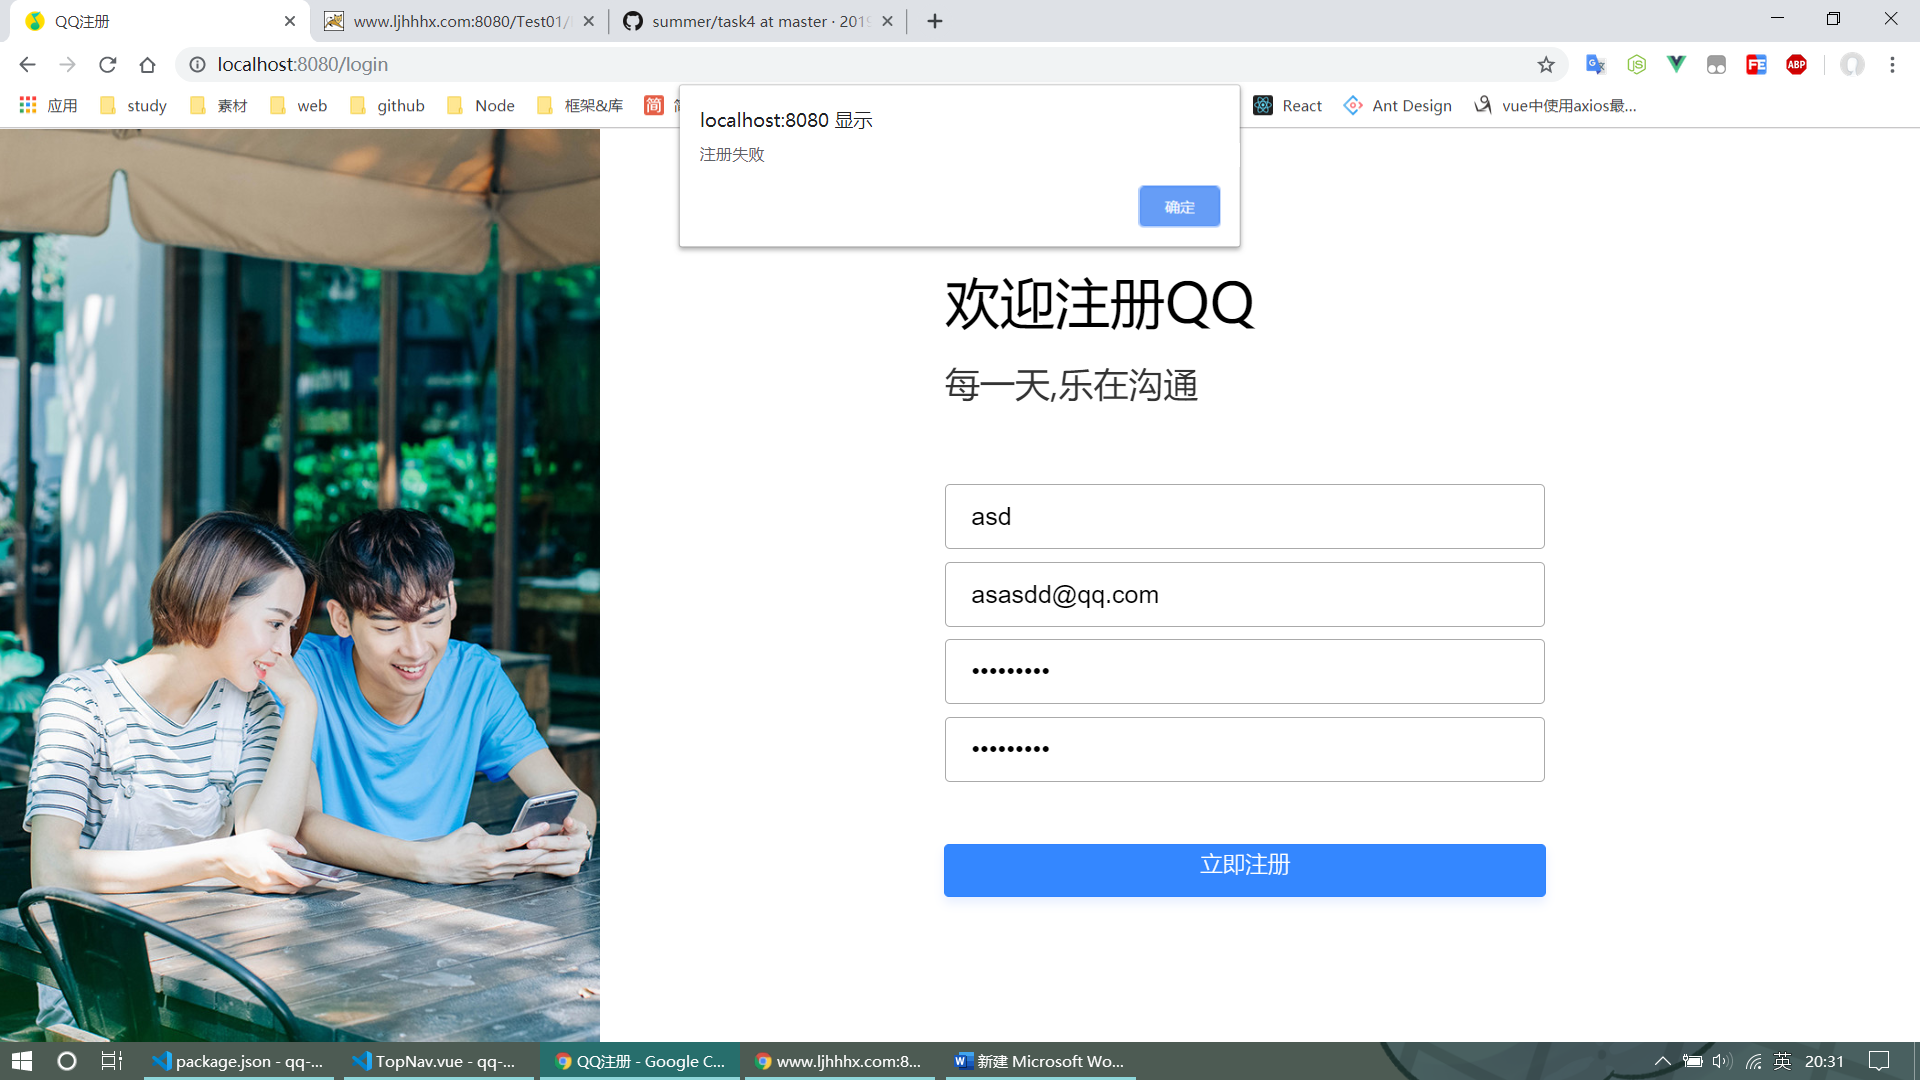 QQ注册
www.ljhhhx.com:8080/Test01/
summer/task4 at master · 2019
localhost:8080/login
应用
study
素材
web
github
Node
框架&库
简
React
Ant Design
vue中使用axios最...
localhost:8080 显示
注册失败
确定
欢迎注册QQ
每一天,乐在沟通
asd
asasdd@qq.com
•••••••••
•••••••••
立即注册
package.json - qq-...
TopNav.vue - qq-...
QQ注册 - Google C...
www.ljhhhx.com:8...
新建 Microsoft Wo...
英
20:31